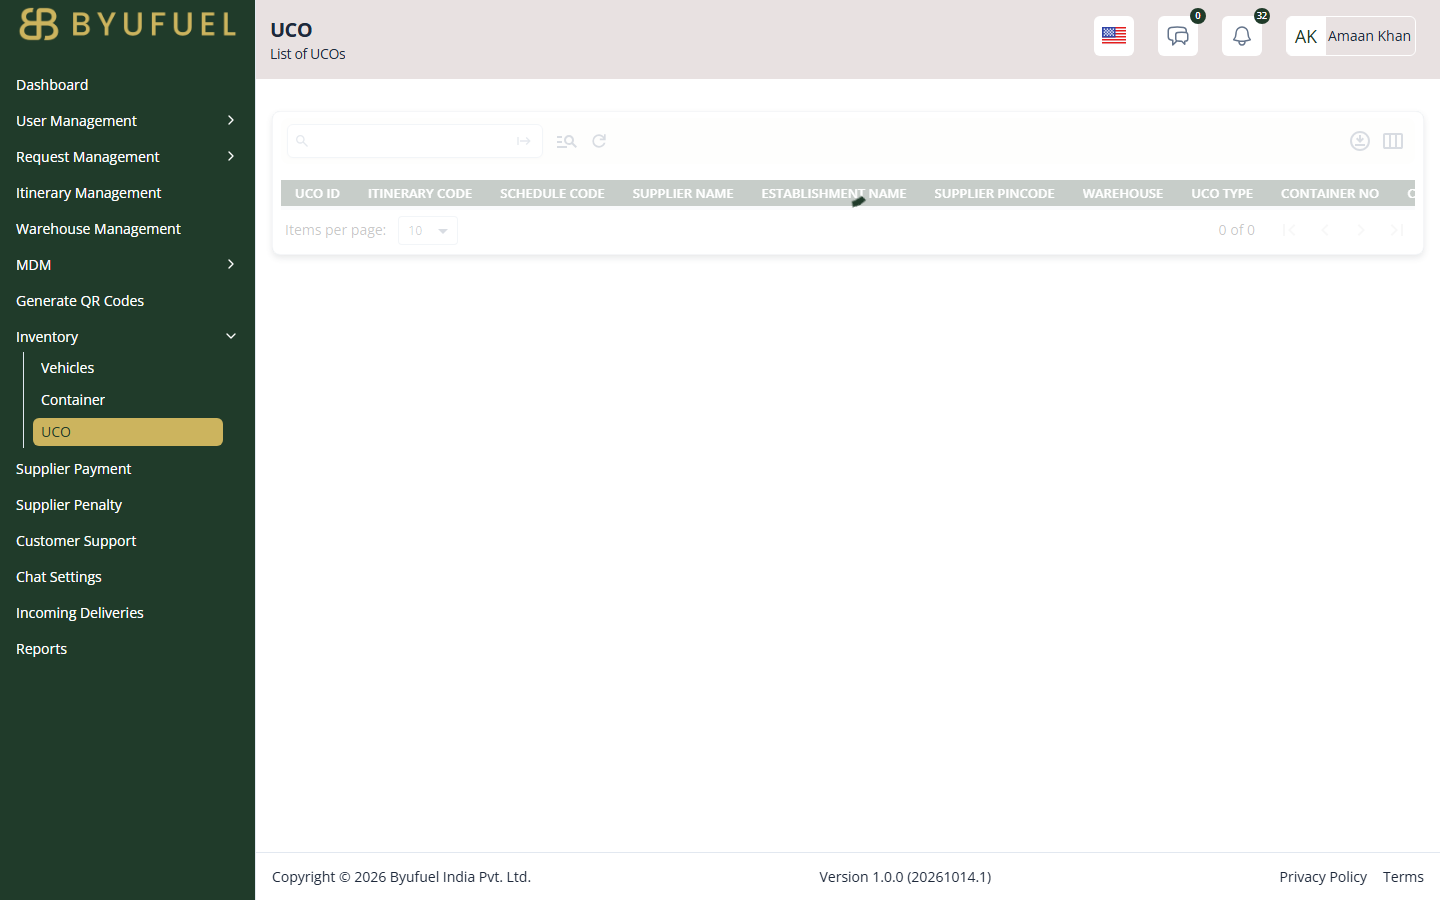 BYUFUEL
Dashboard
User Management
Request Management
Itinerary Management
Warehouse Management
MDM
Generate QR Codes
Inventory
Vehicles
Container
UCO
Supplier Payment
Supplier Penalty
Customer Support
Chat Settings
Incoming Deliveries
Reports
UCO
List of UCOs
0
32
AK Amaan Khan
UCO ID ITINERARY CODE SCHEDULE CODE SUPPLIER NAME ESTABLISHMENT NAME SUPPLIER PINCODE WAREHOUSE UCO TYPE CONTAINER NO
Items per page: 10 0 of 0
Copyright © 2026 Byufuel India Pvt. Ltd. Version 1.0.0 (20261014.1) Privacy Policy Terms